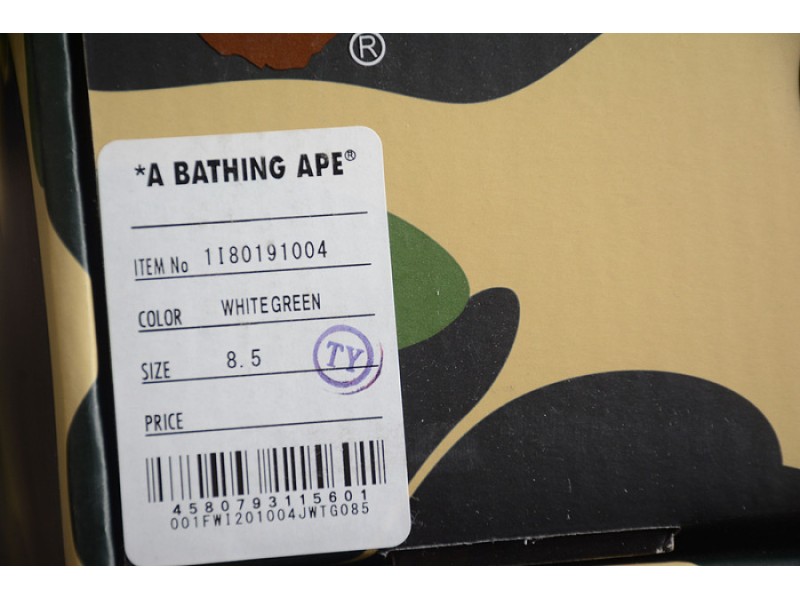 ®
*A BATHING APE®
ITEM No 1I80191004
COLOR WHITEGREEN
SIZE 8.5
TY
PRICE
4580793115601
001FWI201004JWTG085